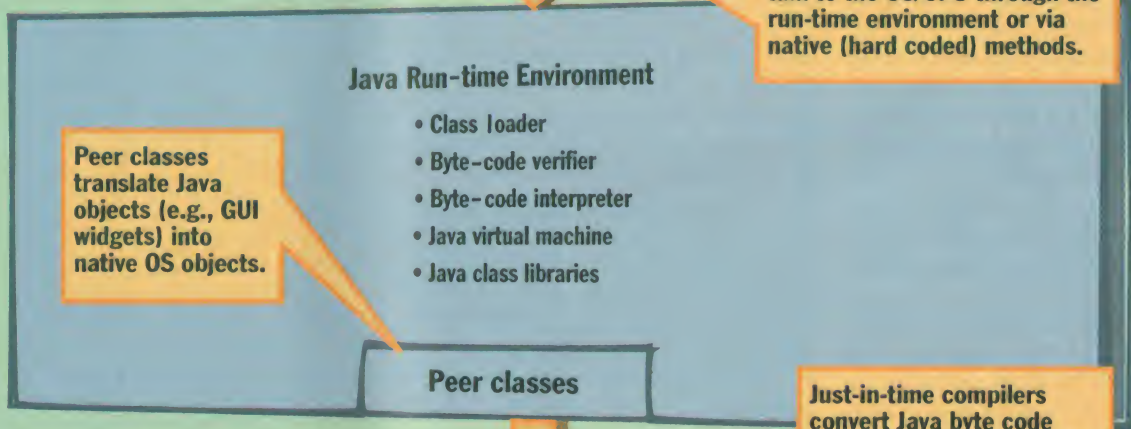 run-time environment or via
native (hard coded) methods.
Java Run-time Environment
• Class loader
• Byte-code verifier
• Byte-code interpreter
• Java virtual machine
• Java class libraries
Peer classes
translate Java
objects (e.g., GUI
widgets) into
native OS objects.
Peer classes
Just-in-time compilers
convert Java byte code